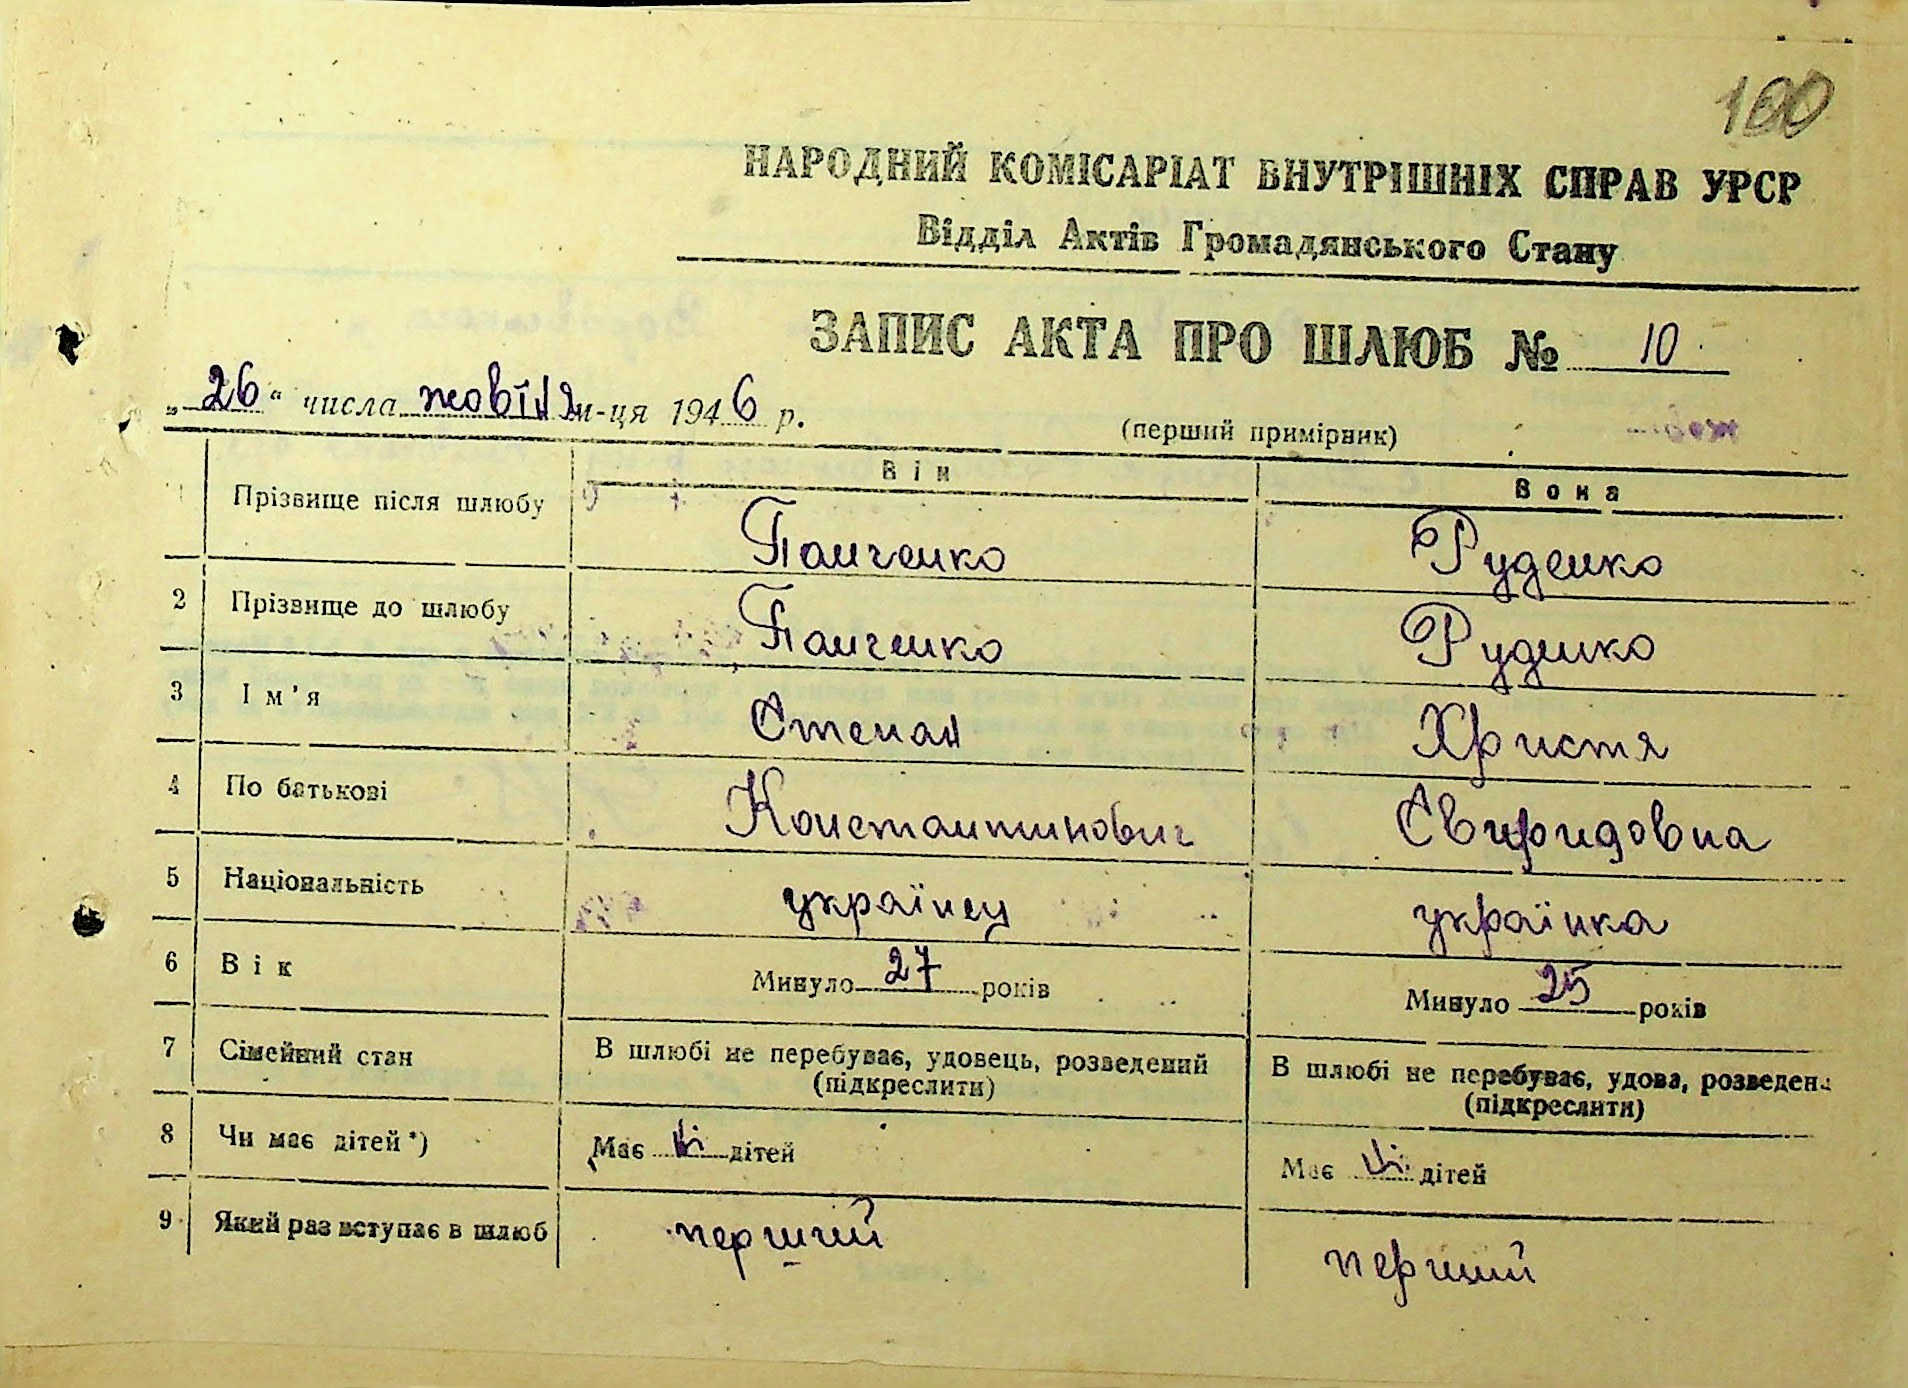 100
НАРОДНИЙ КОМІСАРІАТ ВНУТРІШНІХ СПРАВ УРСР
Відділ Актів Громадянського Стану
ЗАПИС АКТА ПРО ШЛЮБ № 10
„26“ числа жовтня м-ця 1946 р.
(перший примірник)
Він Вона
1 Прізвище після шлюбу Панченко Руденко
2 Прізвище до шлюбу Панченко Руденко
3 Ім’я Степан Христя
4 По батькові Константинович Свиридовна
5 Національність українец українка
6 Вік Минуло 27 років Минуло 25 років
7 Сімейний стан В шлюбі не перебуває, удовець, розведений (підкреслити) В шлюбі не перебуває, удова, розведена (підкреслити)
8 Чи має дітей*) Має ні дітей Має ні дітей
9 Який раз вступає в шлюб перший перший